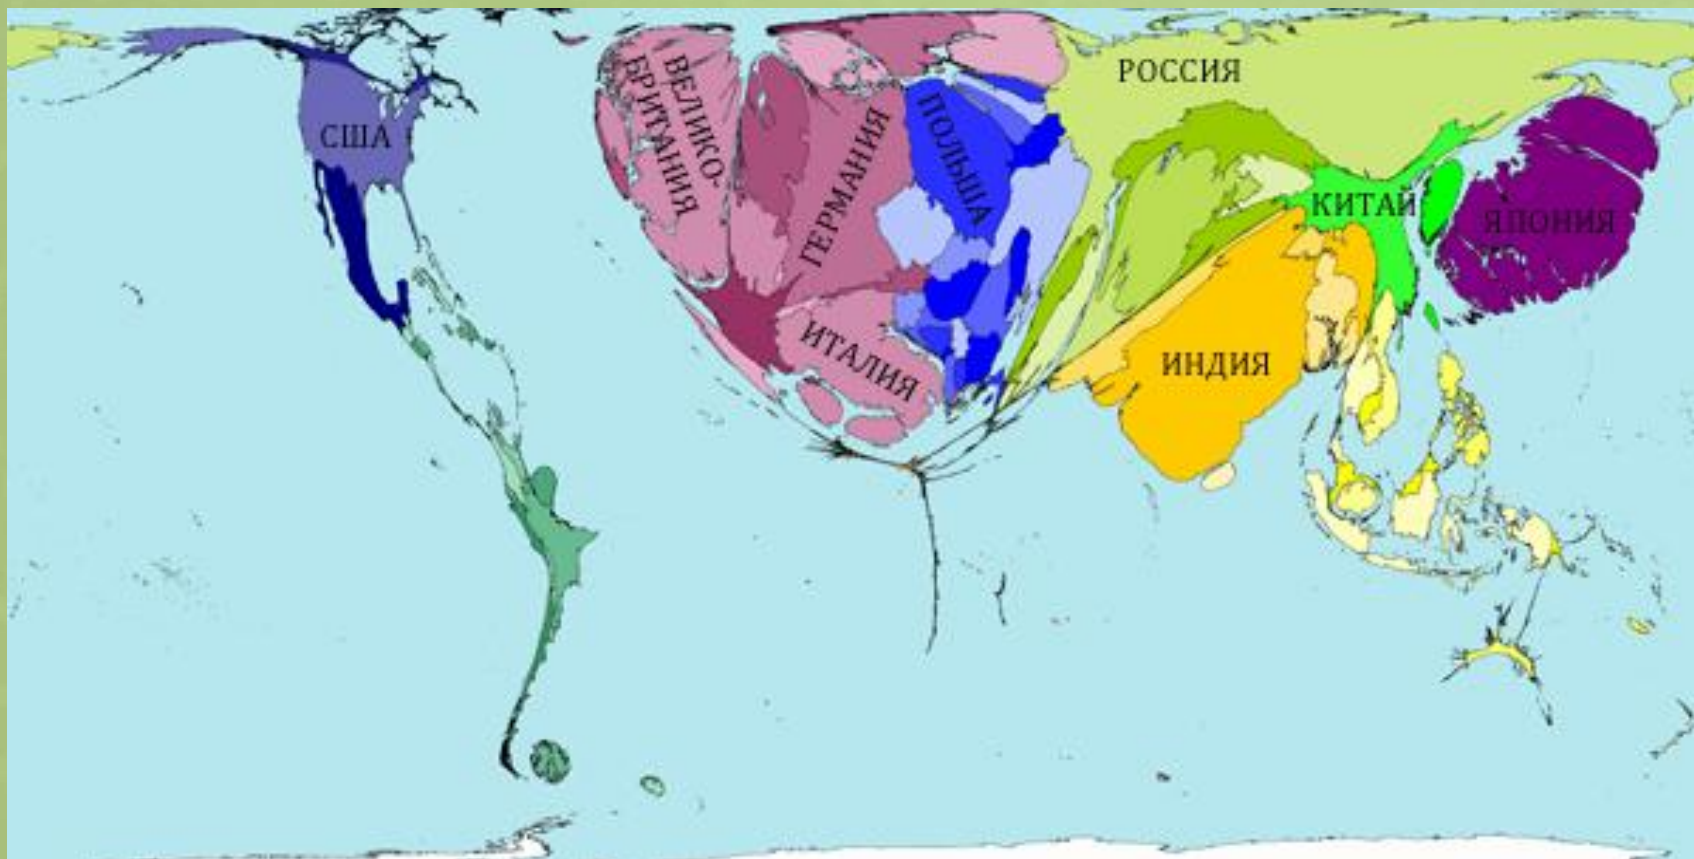 РОССИЯ
США
ВЕЛИКО-
БРИТАНИЯ
ГЕРМАНИЯ
ПОЛЬША
КИТАЙ
ЯПОНИЯ
ИТАЛИЯ
ИНДИЯ